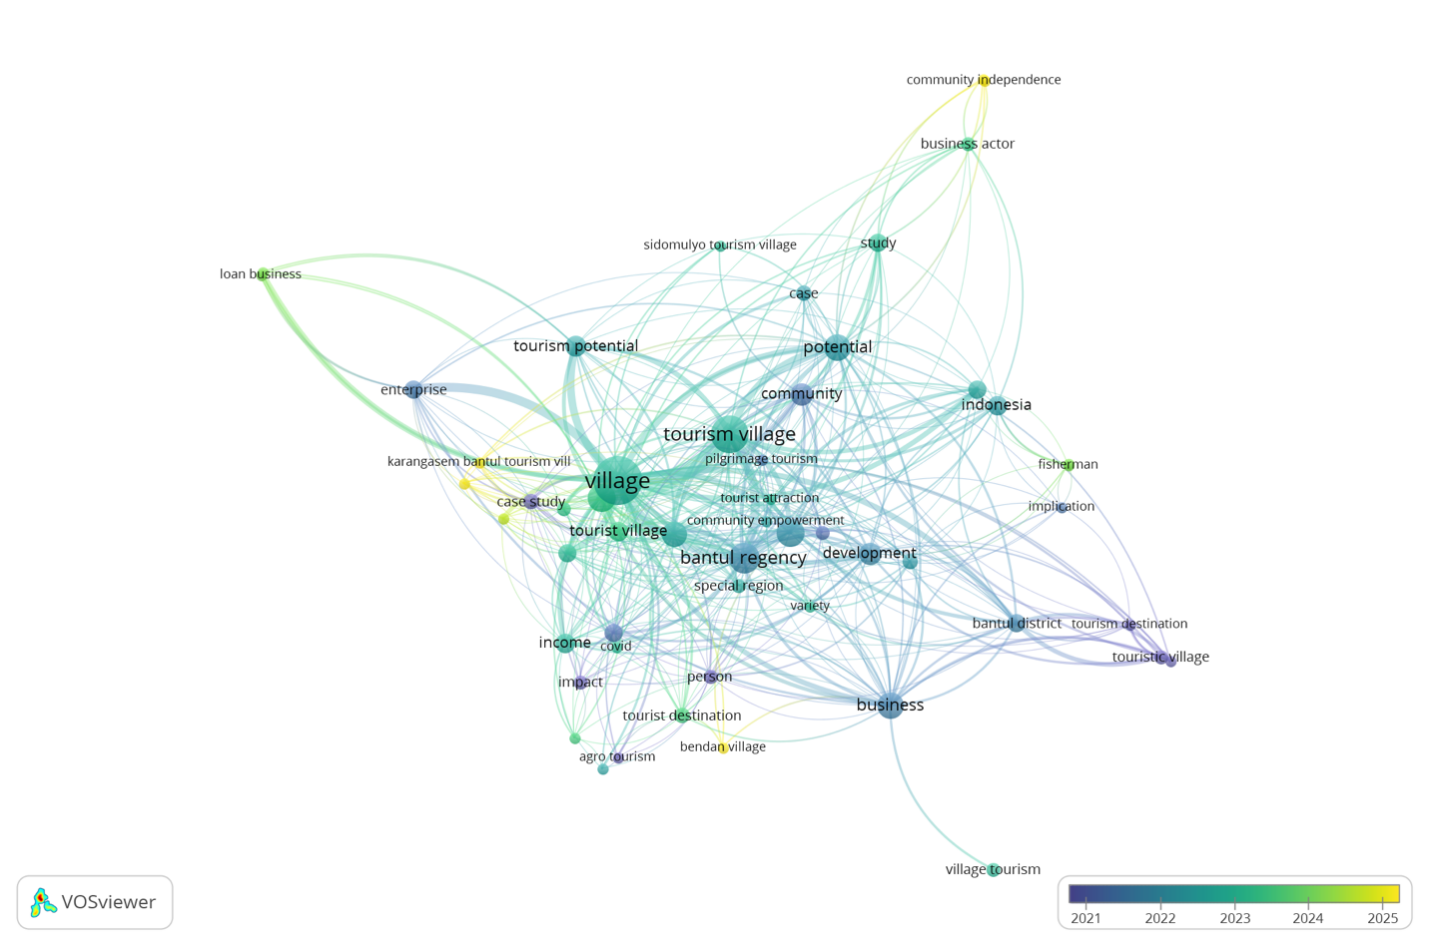 community independence
business actor
sidomulyo tourism village
study
loan business
case
tourism potential
potential
enterprise
community
indonesia
tourism village
karangasem bantul tourism vill
pilgrimage tourism
fisherman
village
case study
tourist attraction
implication
tourist village
community empowerment
bantul regency
development
special region
variety
bantul district
tourism destination
income
covid
touristic village
impact
person
business
tourist destination
bendan village
agro tourism
village tourism
VOSviewer
2021
2022
2023
2024
2025